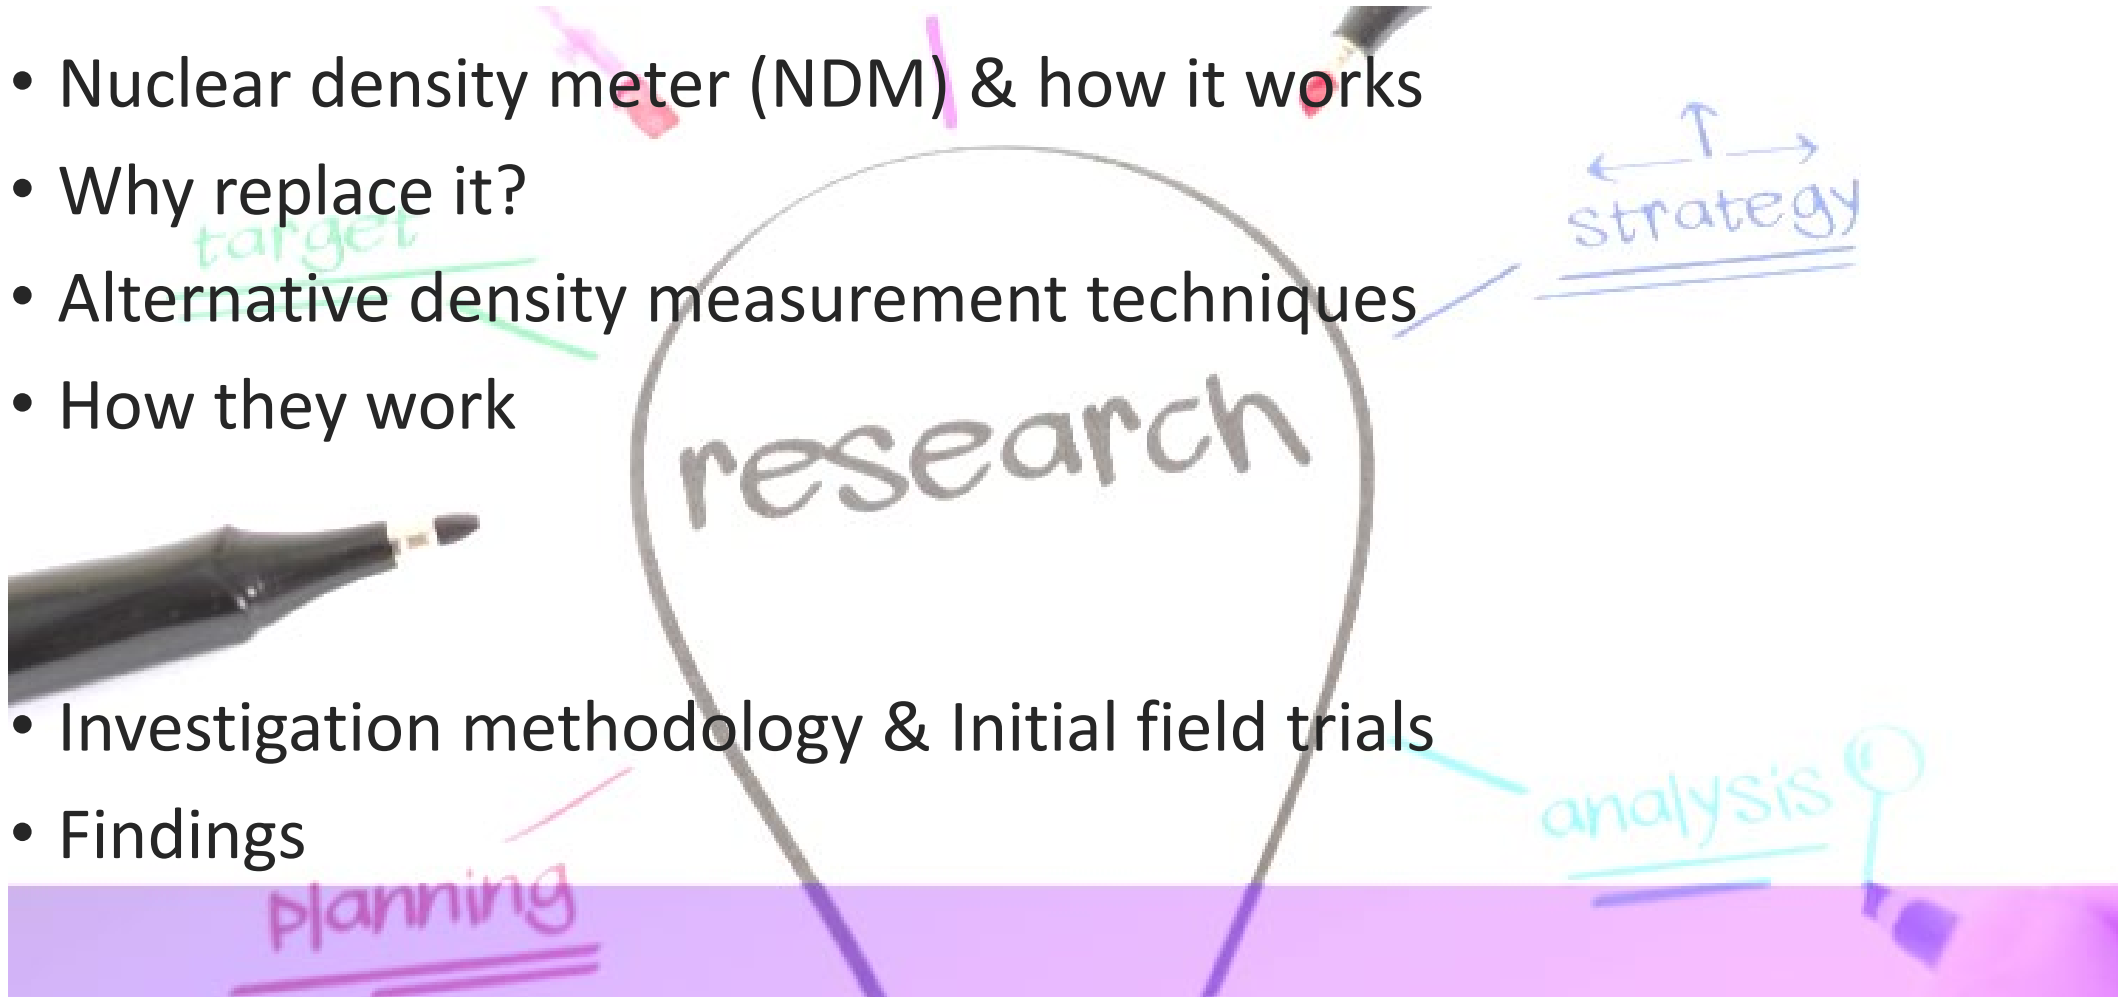 • Nuclear density meter (NDM) & how it works
• Why replace it?
target
strategy
• Alternative density measurement techniques
• How they work
research
• Investigation methodology & Initial field trials
analysis
• Findings
planning